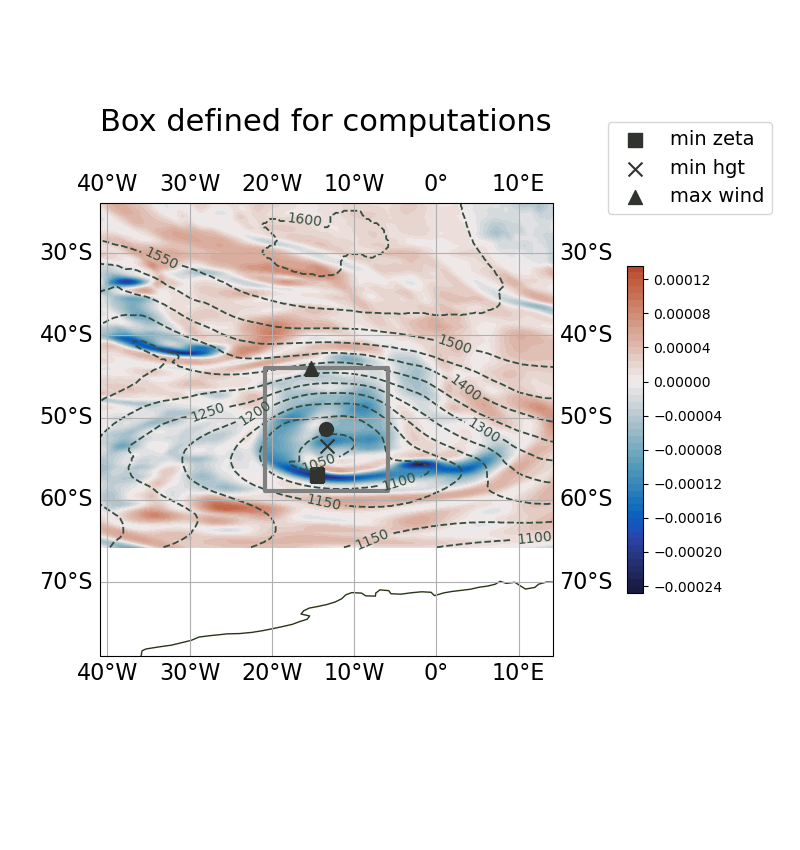 Box defined for computations
min zeta
min hgt
max wind
40°W 30°W 20°W 10°W 0° 10°E
1600
1550
30°S 30°S
0.00012
0.00008
40°S 40°S
1500
0.00004
0.00000
1400
1250
1200
50°S 50°S
−0.00004
1300
−0.00008
1050
1100
−0.00012
60°S 60°S
1150
−0.00016
1150
1100
−0.00020
70°S 70°S
−0.00024
40°W 30°W 20°W 10°W 0° 10°E